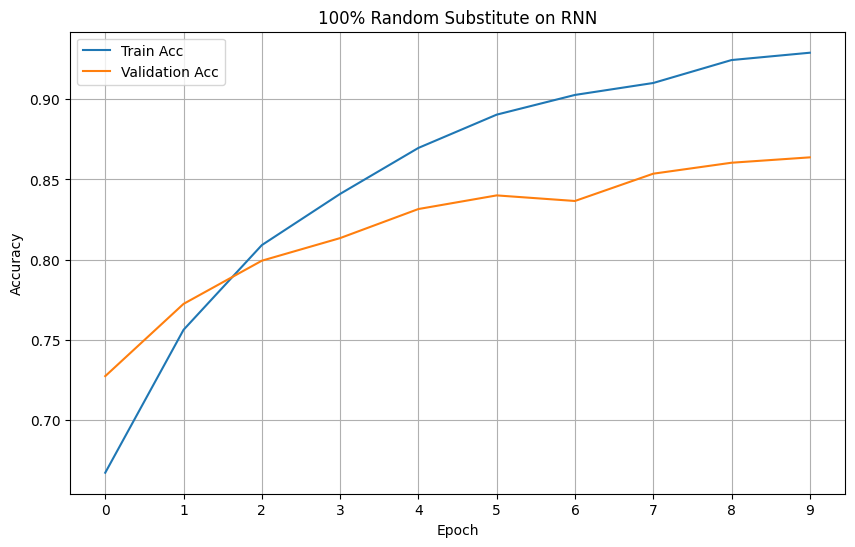 100% Random Substitute on RNN
Train Acc
Validation Acc
Accuracy
0.90
0.85
0.80
0.75
0.70
0 1 2 3 4 5 6 7 8 9
Epoch